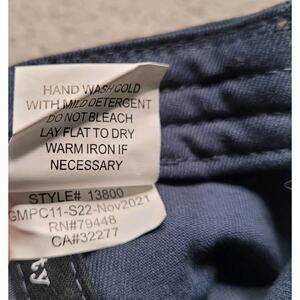 HAND WASH COLD
WITH MILD DETERGENT
DO NOT BLEACH
LAY FLAT TO DRY
WARM IRON IF
NECESSARY
STYLE# 13800
GMPC11-S22-Nov2021
RN#79448
CA#32277